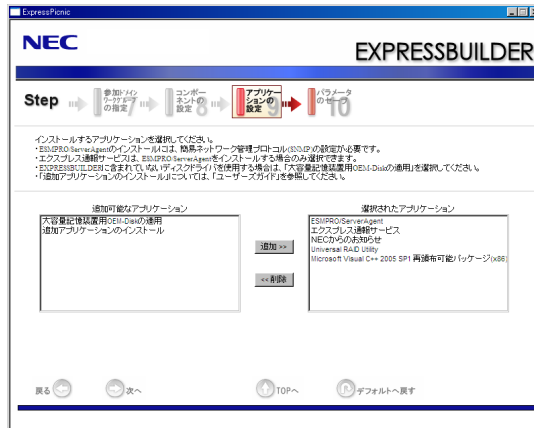 ExpressPicnic
NEC
EXPRESSBUILDER
Step
参加ドメイン
ワークグループ
の指定 7
コンポー
ネントの
設定 8
アプリケー
ションの
設定 9
パラメータ
のセーブ 10
インストールするアプリケーションを選択してください。
・ESMPRO/ServerAgentのインストールには、簡易ネットワーク管理プロトコル(SNMP)の設定が必要です。
・エクスプレス通報サービスは、ESMPRO/ServerAgentをインストールする場合のみ選択できます。
・EXPRESSBUILDERに含まれていないディスクドライバを使用する場合は、「大容量記憶装置用OEM-Diskの適用」を選択してください。
・「追加アプリケーションのインストール」については、「ユーザーズガイド」を参照してください。
追加可能なアプリケーション
大容量記憶装置用OEM-Diskの適用
追加アプリケーションのインストール
追加 >>
<< 削除
選択されたアプリケーション
ESMPRO/ServerAgent
エクスプレス通報サービス
NECからのお知らせ
Universal RAID Utility
Microsoft Visual C++ 2005 SP1 再頒布可能パッケージ(x86)
戻る
次へ
TOPへ
デフォルトへ戻す